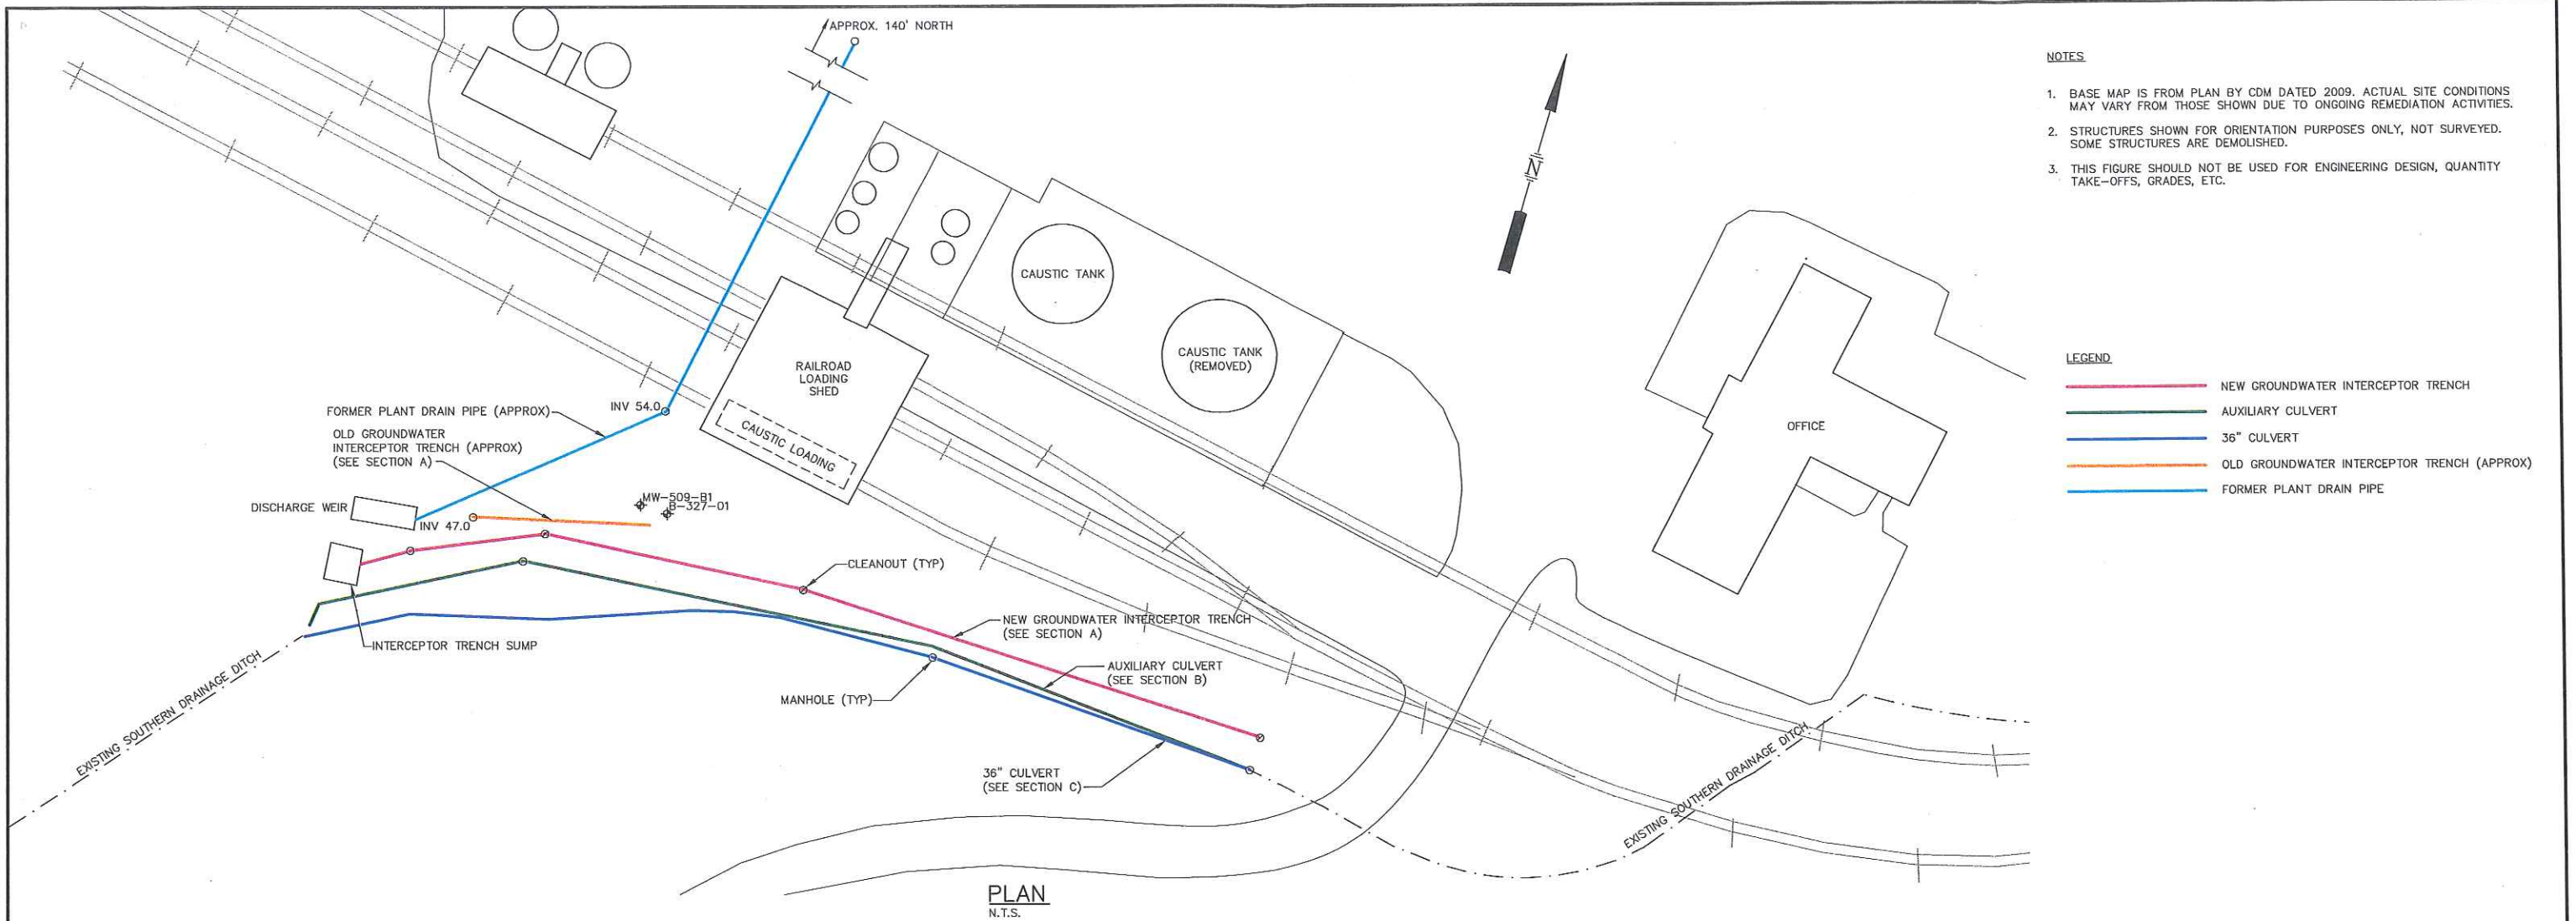 APPROX. 140' NORTH
NOTES
1. BASE MAP IS FROM PLAN BY CDM DATED 2009. ACTUAL SITE CONDITIONS
MAY VARY FROM THOSE SHOWN DUE TO ONGOING REMEDIATION ACTIVITIES.
2. STRUCTURES SHOWN FOR ORIENTATION PURPOSES ONLY, NOT SURVEYED.
SOME STRUCTURES ARE DEMOLISHED.
3. THIS FIGURE SHOULD NOT BE USED FOR ENGINEERING DESIGN, QUANTITY
TAKE-OFFS, GRADES, ETC.
N
CAUSTIC TANK
CAUSTIC TANK
(REMOVED)
RAILROAD
LOADING
SHED
CAUSTIC LOADING
OFFICE
LEGEND
NEW GROUNDWATER INTERCEPTOR TRENCH
AUXILIARY CULVERT
36" CULVERT
OLD GROUNDWATER INTERCEPTOR TRENCH (APPROX)
FORMER PLANT DRAIN PIPE
FORMER PLANT DRAIN PIPE (APPROX)
INV 54.0
OLD GROUNDWATER
INTERCEPTOR TRENCH (APPROX)
(SEE SECTION A)
DISCHARGE WEIR
INV 47.0
MW-509-B1
B-327-01
CLEANOUT (TYP)
NEW GROUNDWATER INTERCEPTOR TRENCH
(SEE SECTION A)
INTERCEPTOR TRENCH SUMP
AUXILIARY CULVERT
(SEE SECTION B)
MANHOLE (TYP)
EXISTING SOUTHERN DRAINAGE DITCH
36" CULVERT
(SEE SECTION C)
EXISTING SOUTHERN DRAINAGE DITCH
PLAN
N.T.S.